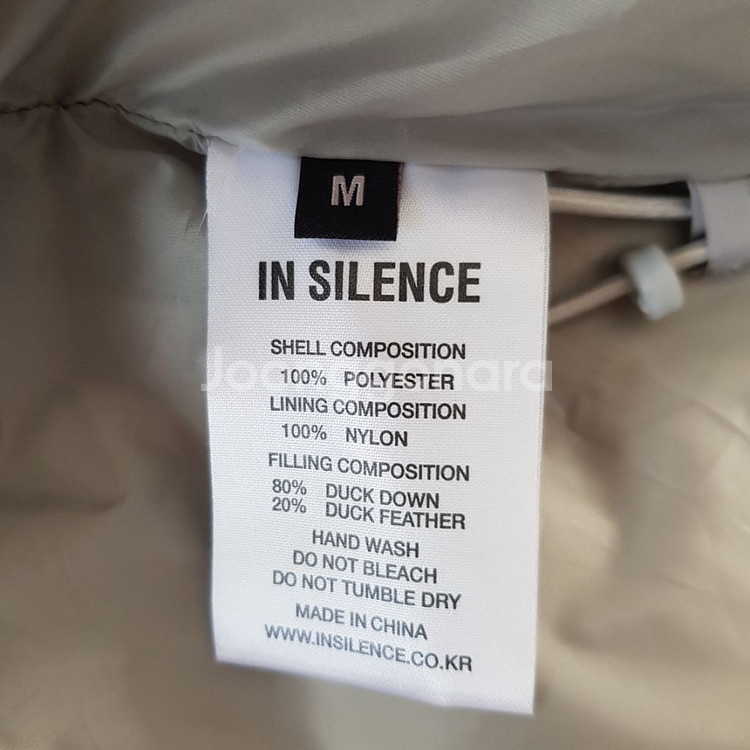 M
IN SILENCE
SHELL COMPOSITION
100% POLYESTER
LINING COMPOSITION
100% NYLON
FILLING COMPOSITION
80% DUCK DOWN
20% DUCK FEATHER
HAND WASH
DO NOT BLEACH
DO NOT TUMBLE DRY
MADE IN CHINA
WWW.INSILENCE.CO.KR
Joonggonara